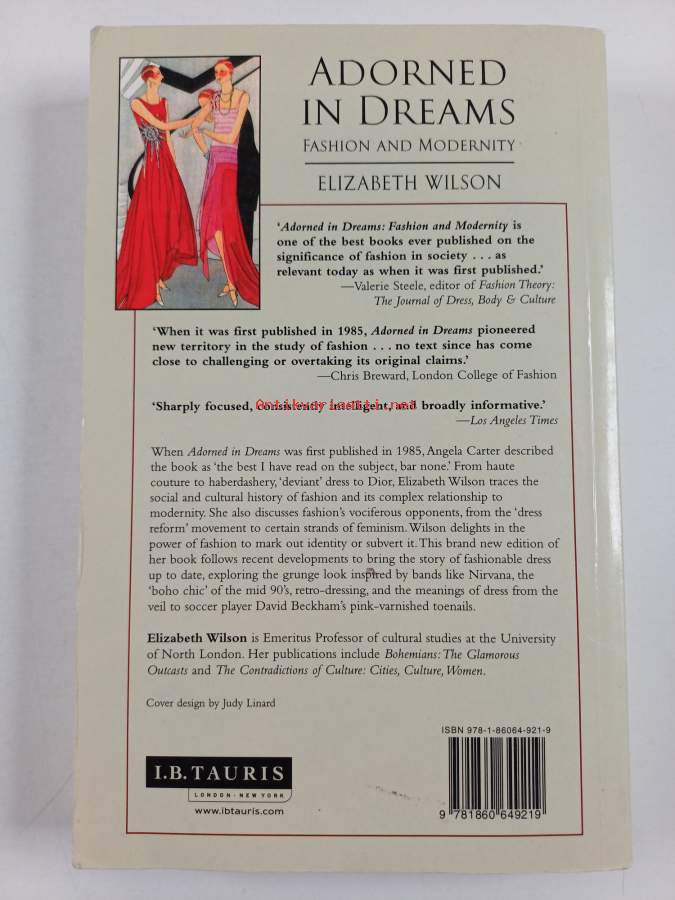 ADORNED
IN DREAMS
FASHION AND MODERNITY
ELIZABETH WILSON
‘Adorned in Dreams: Fashion and Modernity is
one of the best books ever published on the
significance of fashion in society . . . as
relevant today as when it was first published.’
—Valerie Steele, editor of Fashion Theory:
The Journal of Dress, Body & Culture
‘When it was first published in 1985, Adorned in Dreams pioneered
new territory in the study of fashion . . . no text since has come
close to challenging or overtaking its original claims.’
—Chris Breward, London College of Fashion
‘Sharply focused, consistently intelligent, and broadly informative.’
Antikvariaatti.net
—Los Angeles Times
When Adorned in Dreams was first published in 1985, Angela Carter described
the book as ‘the best I have read on the subject, bar none.’ From haute
couture to haberdashery, ‘deviant’ dress to Dior, Elizabeth Wilson traces the
social and cultural history of fashion and its complex relationship to
modernity. She also discusses fashion’s vociferous opponents, from the ‘dress
reform’ movement to certain strands of feminism. Wilson delights in the
power of fashion to mark out identity or subvert it. This brand new edition of
her book follows recent developments to bring the story of fashionable dress
up to date, exploring the grunge look inspired by bands like Nirvana, the
‘boho chic’ of the mid 90’s, retro-dressing, and the meanings of dress from the
veil to soccer player David Beckham’s pink-varnished toenails.
Elizabeth Wilson is Emeritus Professor of cultural studies at the University
of North London. Her publications include Bohemians: The Glamorous
Outcasts and The Contradictions of Culture: Cities, Culture, Women.
Cover design by Judy Linard
ISBN 978-1-86064-921-9
I.B.TAURIS
LONDON · NEW YORK
www.ibtauris.com
9 781860 649219